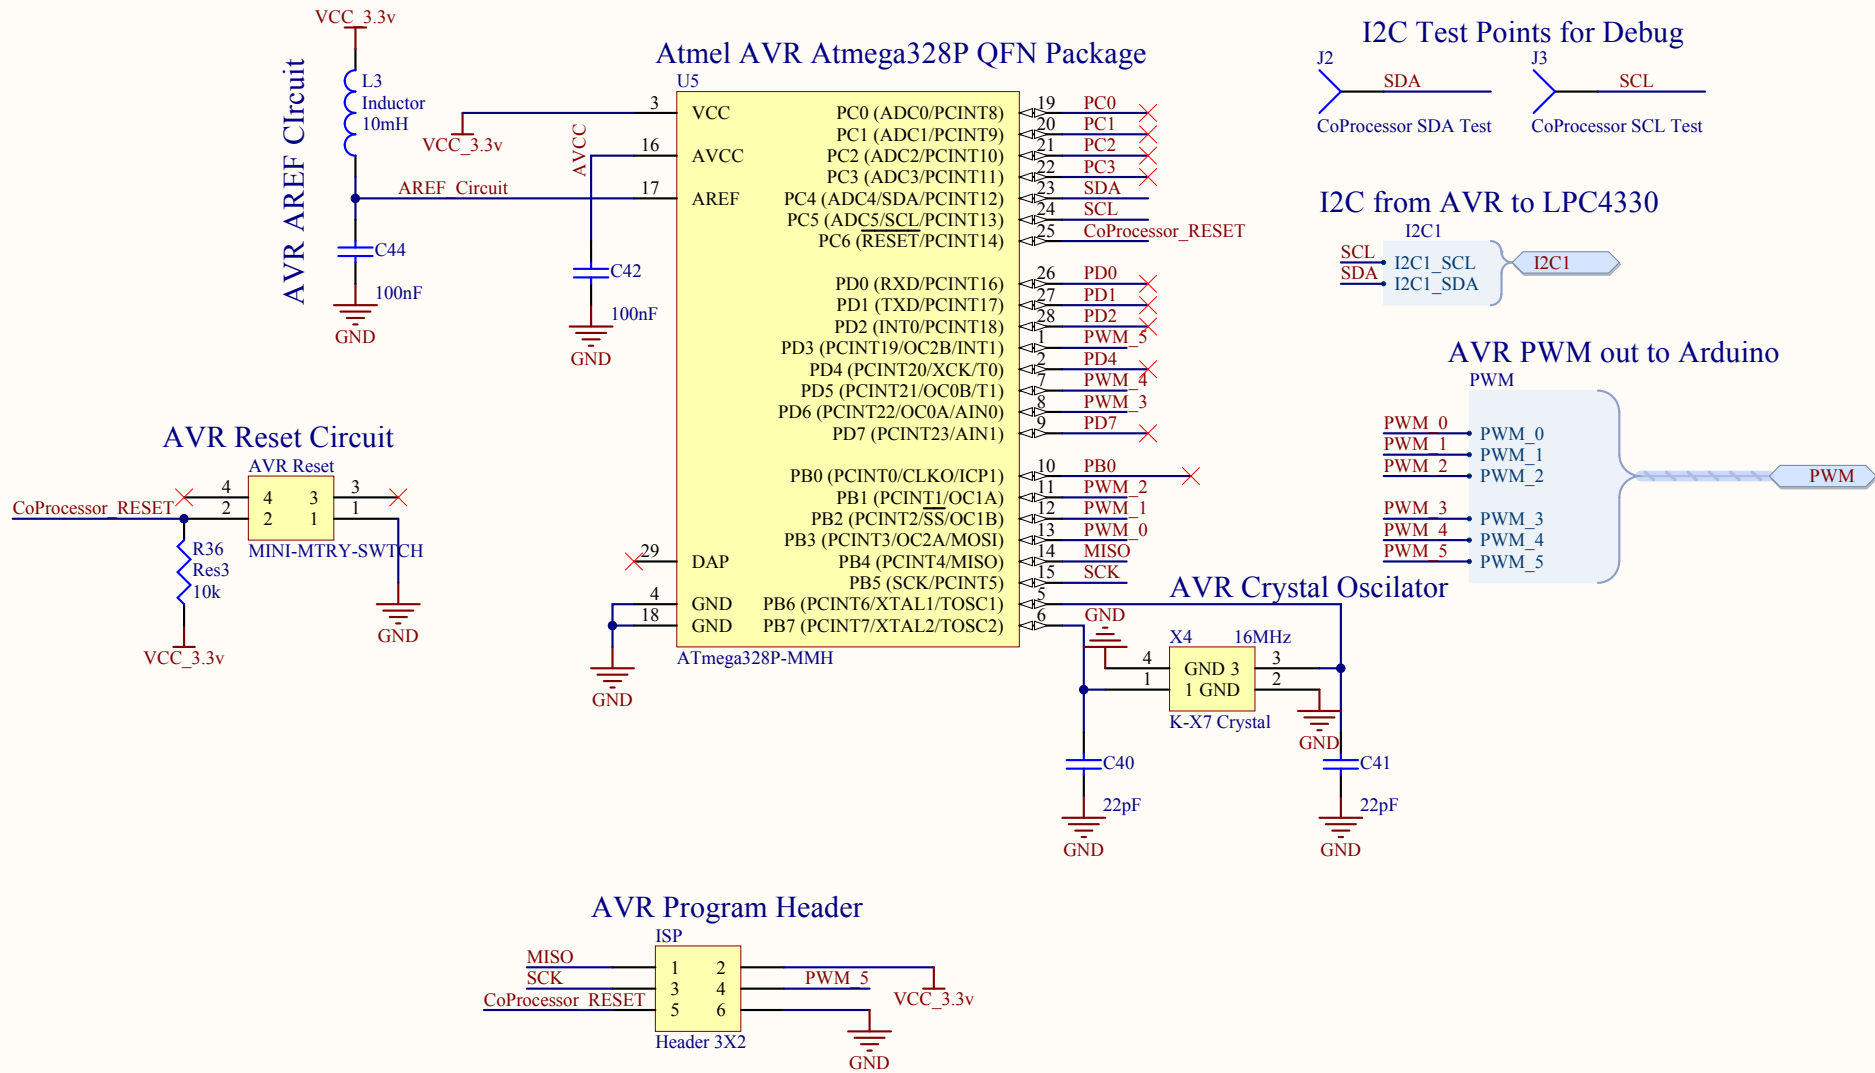 VCC_3.3v
AVR AREF CIrcuit
L3
Inductor
10mH
AREF_Circuit
C44
100nF
GND
Atmel AVR Atmega328P QFN Package
U5
VCC_3.3v
AVCC
C42
100nF
GND
3 VCC
16 AVCC
17 AREF
29 DAP
4 GND
18 GND
GND
PC0 (ADC0/PCINT8) 19 PC0
PC1 (ADC1/PCINT9) 20 PC1
PC2 (ADC2/PCINT10) 21 PC2
PC3 (ADC3/PCINT11) 22 PC3
PC4 (ADC4/SDA/PCINT12) 23 SDA
PC5 (ADC5/SCL/PCINT13) 24 SCL
PC6 (RESET/PCINT14) 25 CoProcessor_RESET
PD0 (RXD/PCINT16) 26 PD0
PD1 (TXD/PCINT17) 27 PD1
PD2 (INT0/PCINT18) 28 PD2
PD3 (PCINT19/OC2B/INT1) 1 PWM_5
PD4 (PCINT20/XCK/T0) 2 PD4
PD5 (PCINT21/OC0B/T1) 7 PWM_4
PD6 (PCINT22/OC0A/AIN0) 8 PWM_3
PD7 (PCINT23/AIN1) 9 PD7
PB0 (PCINT0/CLKO/ICP1) 10 PB0
PB1 (PCINT1/OC1A) 11 PWM_2
PB2 (PCINT2/SS/OC1B) 12 PWM_1
PB3 (PCINT3/OC2A/MOSI) 13 PWM_0
PB4 (PCINT4/MISO) 14 MISO
PB5 (SCK/PCINT5) 15 SCK
PB6 (PCINT6/XTAL1/TOSC1) 5
PB7 (PCINT7/XTAL2/TOSC2) 6
ATmega328P-MMH
I2C Test Points for Debug
J2
SDA
CoProcessor SDA Test
J3
SCL
CoProcessor SCL Test
I2C from AVR to LPC4330
I2C1
SCL I2C1_SCL
SDA I2C1_SDA
I2C1
AVR PWM out to Arduino
PWM
PWM_0 PWM_0
PWM_1 PWM_1
PWM_2 PWM_2
PWM_3 PWM_3
PWM_4 PWM_4
PWM_5 PWM_5
PWM
AVR Reset Circuit
AVR Reset
4 4 3 3
CoProcessor_RESET 2 2 1 1
MINI-MTRY-SWTCH
R36
Res3
10k
VCC_3.3v
GND
AVR Crystal Oscilator
GND
X4 16MHz
4 GND 3 3
1 1 GND 2
K-X7 Crystal
GND
C40
22pF
GND
C41
22pF
GND
AVR Program Header
ISP
MISO 1 2
SCK 3 4 PWM_5
CoProcessor_RESET 5 6
VCC_3.3v
Header 3X2
GND